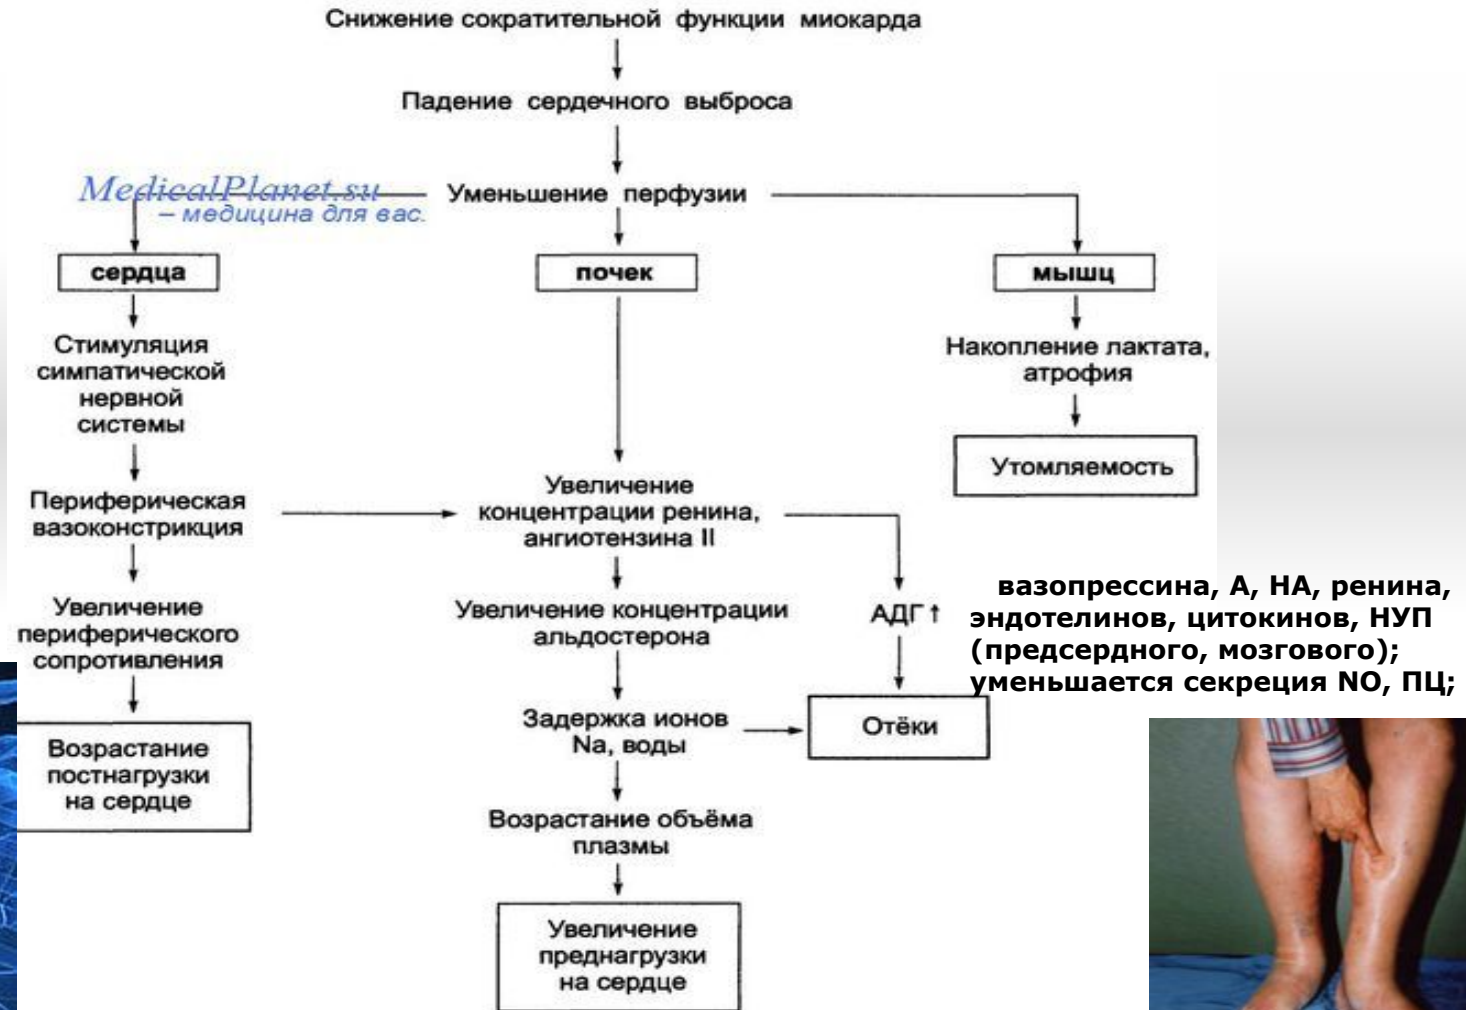 Снижение сократительной функции миокарда
Падение сердечного выброса
MedicalPlanet.su
– медицина для вас.
Уменьшение перфузии
сердца
почек
мышц
Стимуляция
симпатической
нервной
системы
Накопление лактата,
атрофия
Утомляемость
Периферическая
вазоконстрикция
Увеличение
концентрации ренина,
ангиотензина II
Увеличение
периферического
сопротивления
Увеличение концентрации
альдостерона
АДГ↑
вазопрессина, А, НА, ренина,
эндотелинов, цитокинов, НУП
(предсердного, мозгового);
уменьшается секреция NO, ПЦ;
Возрастание
постнагрузки
на сердце
Задержка ионов
Na, воды
Отёки
Возрастание объёма
плазмы
Увеличение
преднагрузки
на сердце